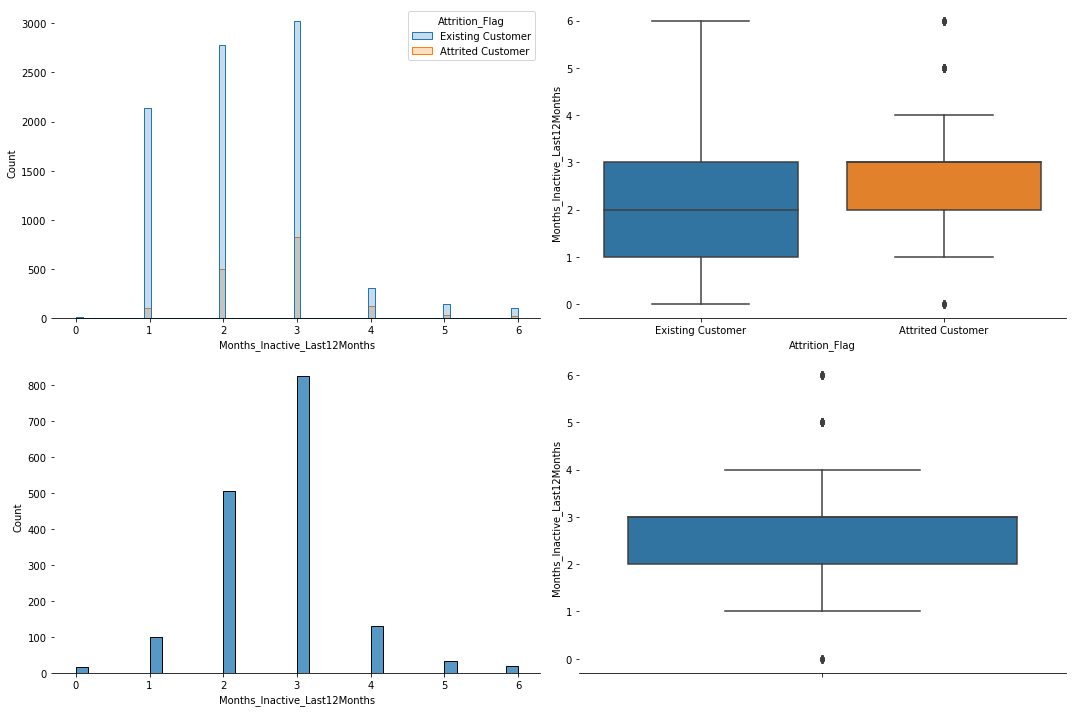 Attrition_Flag
Existing Customer
Attrited Customer
3000
2500
2000
1500
1000
500
0
Count
0 1 2 3 4 5 6
Months_Inactive_Last12Months
6
5
4
3
2
1
0
Months_Inactive_Last12Months
Existing Customer Attrited Customer
Attrition_Flag
800
700
600
500
400
300
200
100
0
Count
0 1 2 3 4 5 6
Months_Inactive_Last12Months
6
5
4
3
2
1
0
Months_Inactive_Last12Months